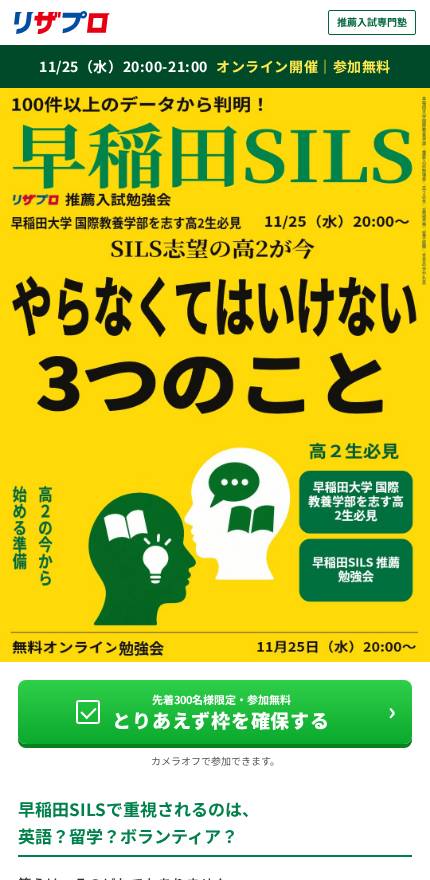 リザプロ
推薦入試専門塾
11/25（水）20:00-21:00 オンライン開催｜参加無料
100件以上のデータから判明！
早稲田SILS
リザプロ 推薦入試勉強会
早稲田大学 国際教養学部を志す高2生必見 11/25（水）20:00〜
SILS志望の高2が今
やらなくてはいけない
3つのこと
高２生必見
早稲田大学 国際
教養学部を志す高
2生必見
早稲田SILS 推薦
勉強会
高2の今から
始める準備
無料オンライン勉強会 11月25日（水）20:00〜
先着300名様限定・参加無料
とりあえず枠を確保する
›
カメラオフで参加できます。
早稲田SILSで重視されるのは、
英語？留学？ボランティア？